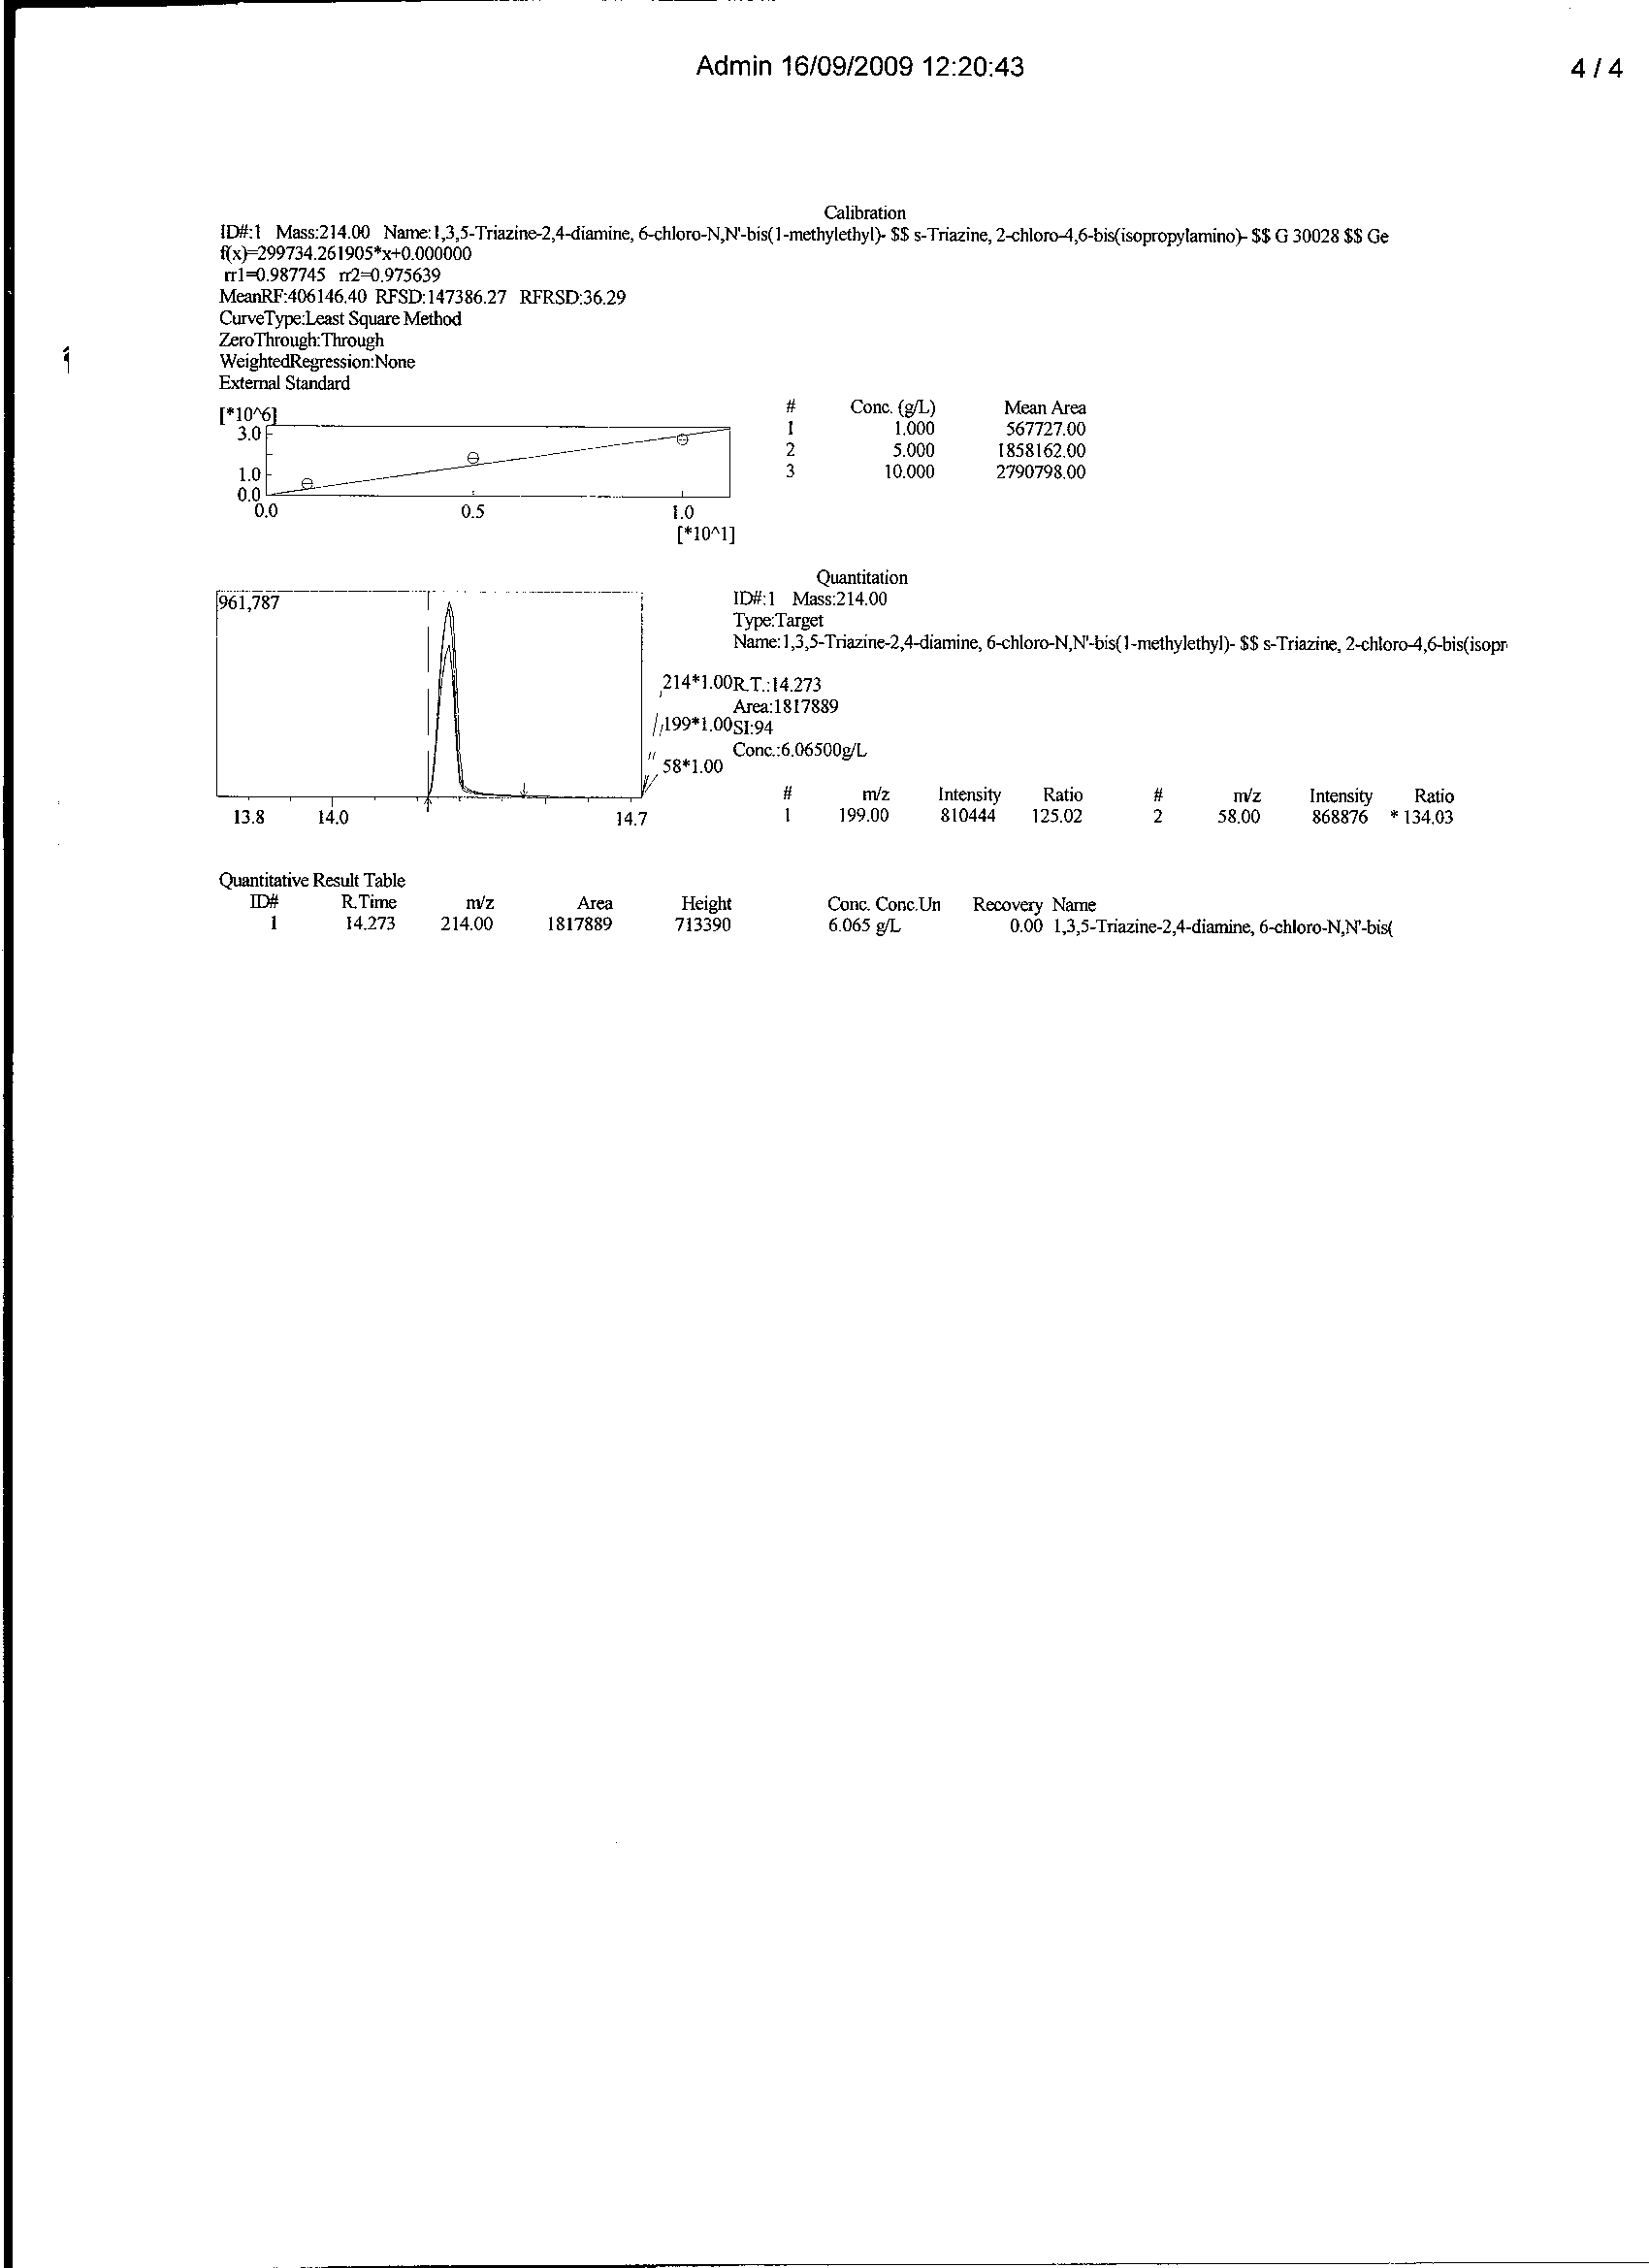 Admin 16/09/2009 12:20:43 4 / 4
Calibration
ID#:1 Mass:214.00 Name:1,3,5-Triazine-2,4-diamine, 6-chloro-N,N'-bis(1-methylethyl)- $$ s-Triazine, 2-chloro-4,6-bis(isopropylamino)- $$ G 30028 $$ Ge
f(x)=299734.261905*x+0.000000
rr1=0.987745 rr2=0.975639
MeanRF:406146.40 RFSD:147386.27 RFRSD:36.29
CurveType:Least Square Method
ZeroThrough:Through
WeightedRegression:None
External Standard
[*10^6]
3.0
1.0
0.0
0.0 0.5 1.0
[*10^1]
# Conc. (g/L) Mean Area
1 1.000 567727.00
2 5.000 1858162.00
3 10.000 2790798.00
Quantitation
961,787
13.8 14.0 14.7
214*1.00
199*1.00
58*1.00
ID#:1 Mass:214.00
Type:Target
Name:1,3,5-Triazine-2,4-diamine, 6-chloro-N,N'-bis(1-methylethyl)- $$ s-Triazine, 2-chloro-4,6-bis(isopr
R.T.:14.273
Area:1817889
SI:94
Conc.:6.06500g/L
# m/z Intensity Ratio # m/z Intensity Ratio
1 199.00 810444 125.02 2 58.00 868876 * 134.03
Quantitative Result Table
ID# R.Time m/z Area Height Conc. Conc.Un Recovery Name
1 14.273 214.00 1817889 713390 6.065 g/L 0.00 1,3,5-Triazine-2,4-diamine, 6-chloro-N,N'-bis(